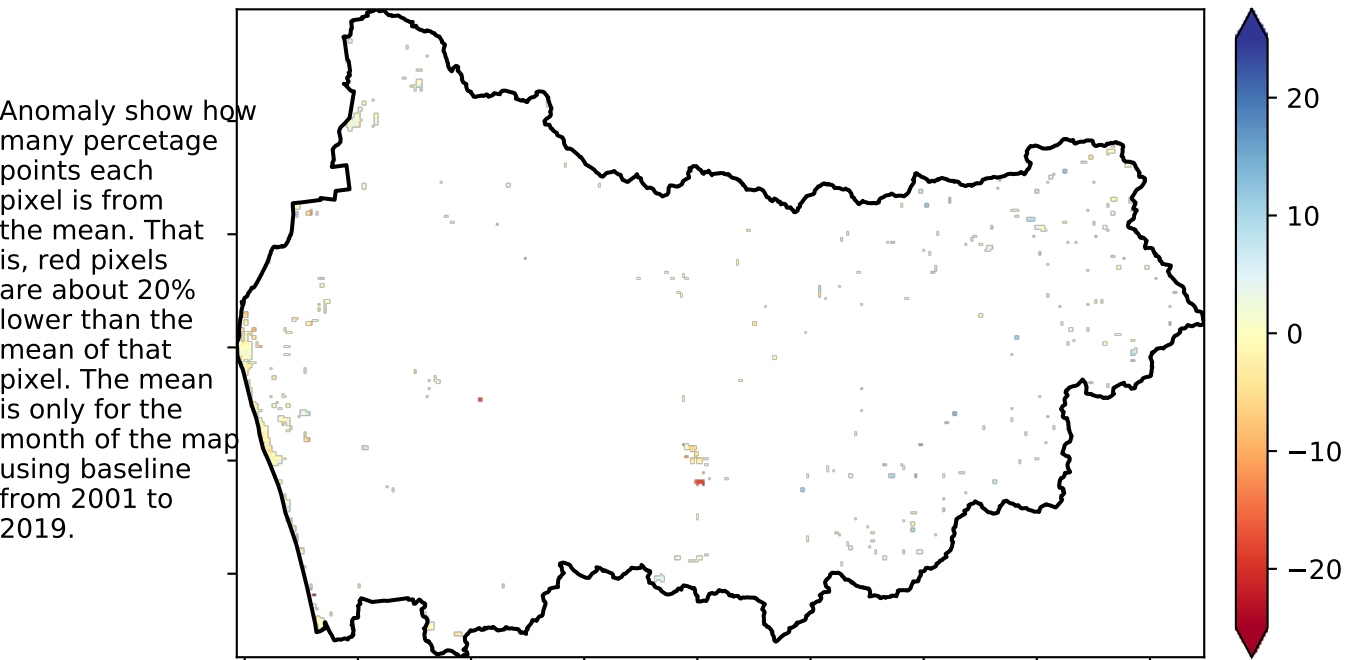 Anomaly show how
many percetage
points each
pixel is from
the mean. That
is, red pixels
are about 20%
lower than the
mean of that
pixel. The mean
is only for the
month of the map
using baseline
from 2001 to
2019.
20
10
0
−10
−20